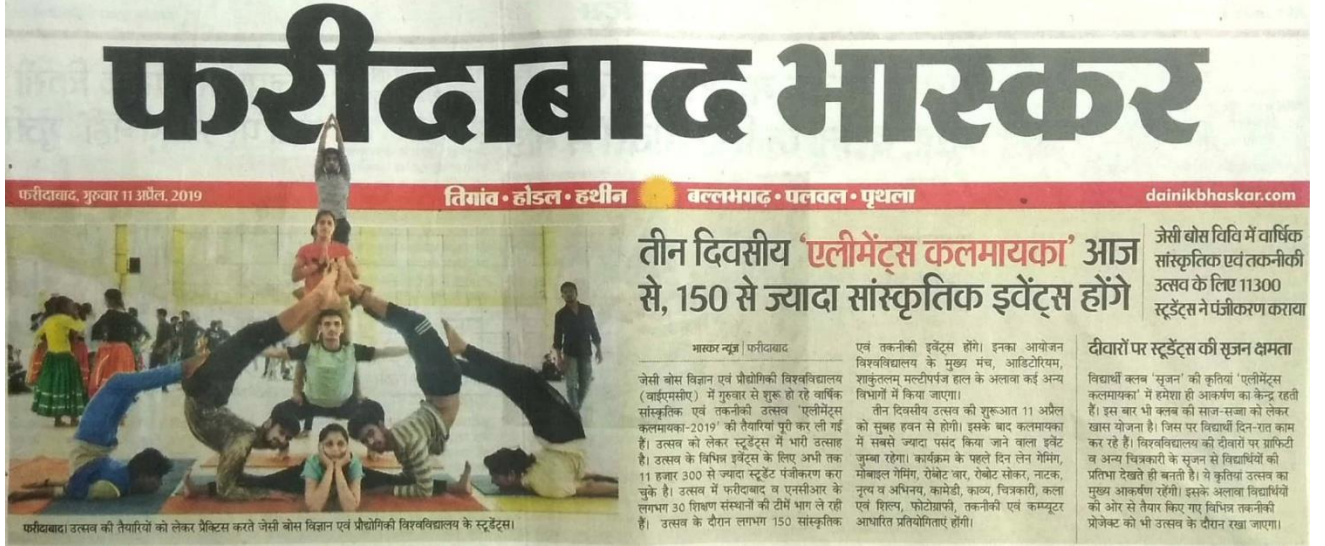 फरीदाबाद भास्कर
फरीदाबाद, गुरुवार 11 अप्रैल, 2019
तिगांव • होडल • हथीन
बल्लभगढ़ • पलवल • पृथला
dainikbhaskar.com
तीन दिवसीय ‘एलीमेंट्स कलमायका’ आज
से, 150 से ज्यादा सांस्कृतिक इवेंट्स होंगे
जेसी बोस विवि में वार्षिक
सांस्कृतिक एवं तकनीकी
उत्सव के लिए 11300
स्टूडेंट्स ने पंजीकरण कराया
भास्कर न्यूज | फरीदाबाद
जेसी बोस विज्ञान एवं प्रौद्योगिकी विश्वविद्यालय
(वाईएमसीए) में गुरुवार से शुरू हो रहे वार्षिक
सांस्कृतिक एवं तकनीकी उत्सव ‘एलीमेंट्स
कलमायका-2019’ की तैयारियां पूरी कर ली गई
हैं। उत्सव को लेकर स्टूडेंट्स में भारी उत्साह
है। उत्सव के विभिन्न इवेंट्स के लिए अभी तक
11 हजार 300 से ज्यादा स्टूडेंट पंजीकरण करा
चुके है। उत्सव में फरीदाबाद व एनसीआर के
लगभग 30 शिक्षण संस्थानों की टीमें भाग ले रही
हैं। उत्सव के दौरान लगभग 150 सांस्कृतिक
एवं तकनीकी इवेंट्स होंगे। इनका आयोजन
विश्वविद्यालय के मुख्य मंच, आडिटोरियम,
शाकुंतलम् मल्टीपर्पज हाल के अलावा कई अन्य
विभागों में किया जाएगा।
तीन दिवसीय उत्सव की शुरूआत 11 अप्रैल
को सुबह हवन से होगी। इसके बाद कलमायका
में सबसे ज्यादा पसंद किया जाने वाला इवेंट
जुम्बा रहेगा। कार्यक्रम के पहले दिन लेन गेमिंग,
मोबाइल गेमिंग, रोबोट वार, रोबोट सोकर, नाटक,
नृत्य व अभिनय, कामेडी, काव्य, चित्रकारी, कला
एवं शिल्प, फोटोग्राफी, तकनीकी एवं कम्प्यूटर
आधारित प्रतियोगिताएं होंगी।
दीवारों पर स्टूडेंट्स की सृजन क्षमता
विद्यार्थी क्लब ‘सृजन’ की कृतियां ‘एलीमेंट्स
कलमायका’ में हमेशा ही आकर्षण का केन्द्र रहती
हैं। इस बार भी क्लब की साज-सज्जा को लेकर
खास योजना है। जिस पर विद्यार्थी दिन-रात काम
कर रहे हैं। विश्वविद्यालय की दीवारों पर ग्राफिटी
व अन्य चित्रकारी के सृजन से विद्यार्थियों की
प्रतिभा देखते ही बनती है। ये कृतियां उत्सव का
मुख्य आकर्षण रहेंगी। इसके अलावा विद्यार्थियों
की ओर से तैयार किए गए विभिन्न तकनीकी
प्रोजेक्ट को भी उत्सव के दौरान रखा जाएगा।
फरीदाबाद। उत्सव की तैयारियों को लेकर प्रैक्टिस करते जेसी बोस विज्ञान एवं प्रौद्योगिकी विश्वविद्यालय के स्टूडेंट्स।